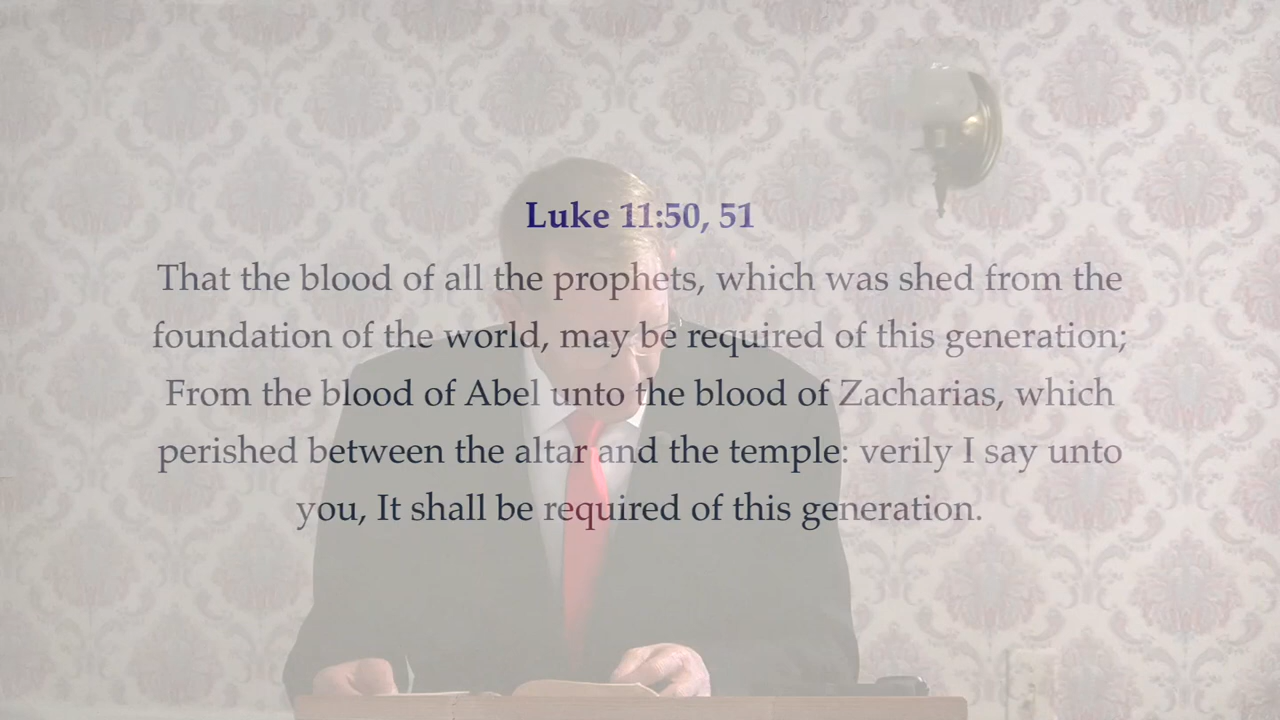 Luke 11:50, 51
That the blood of all the prophets, which was shed from the
foundation of the world, may be required of this generation;
From the blood of Abel unto the blood of Zacharias, which
perished between the altar and the temple: verily I say unto
you, It shall be required of this generation.